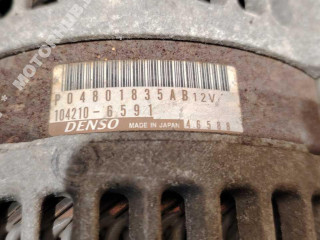 P04801835AB 12V
104210-6591
DENSO MADE IN JAPAN